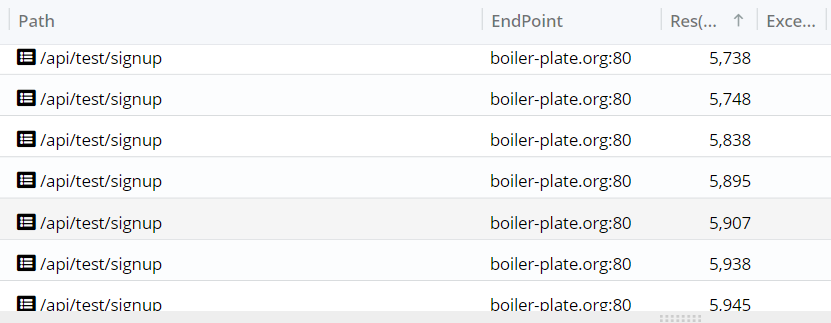 Path EndPoint Res(... ↑ Exce...
/api/test/signup boiler-plate.org:80 5,738
/api/test/signup boiler-plate.org:80 5,748
/api/test/signup boiler-plate.org:80 5,838
/api/test/signup boiler-plate.org:80 5,895
/api/test/signup boiler-plate.org:80 5,907
/api/test/signup boiler-plate.org:80 5,938
/api/test/signup boiler-plate.org:80 5,945